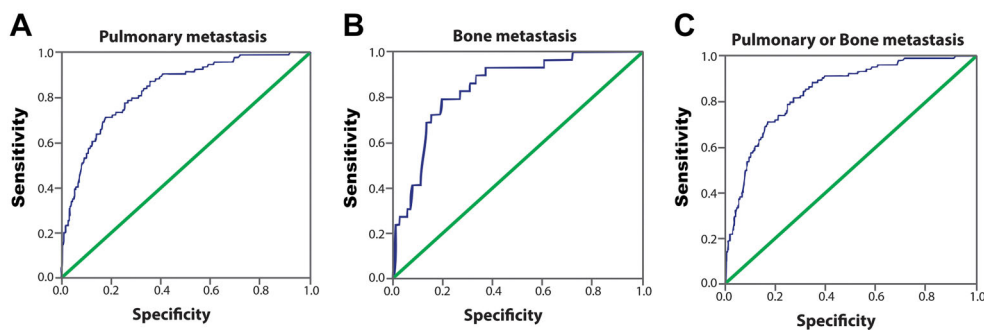 A
Pulmonary metastasis
Sensitivity
1.0
0.8
0.6
0.4
0.2
0.0
0.0 0.2 0.4 0.6 0.8 1.0
Specificity
B
Bone metastasis
Sensitivity
1.0
0.8
0.6
0.4
0.2
0.0
0.0 0.2 0.4 0.6 0.8 1.0
Specificity
C
Pulmonary or Bone metastasis
Sensitivity
1.0
0.8
0.6
0.4
0.2
0.0
0.0 0.2 0.4 0.6 0.8 1.0
Specificity